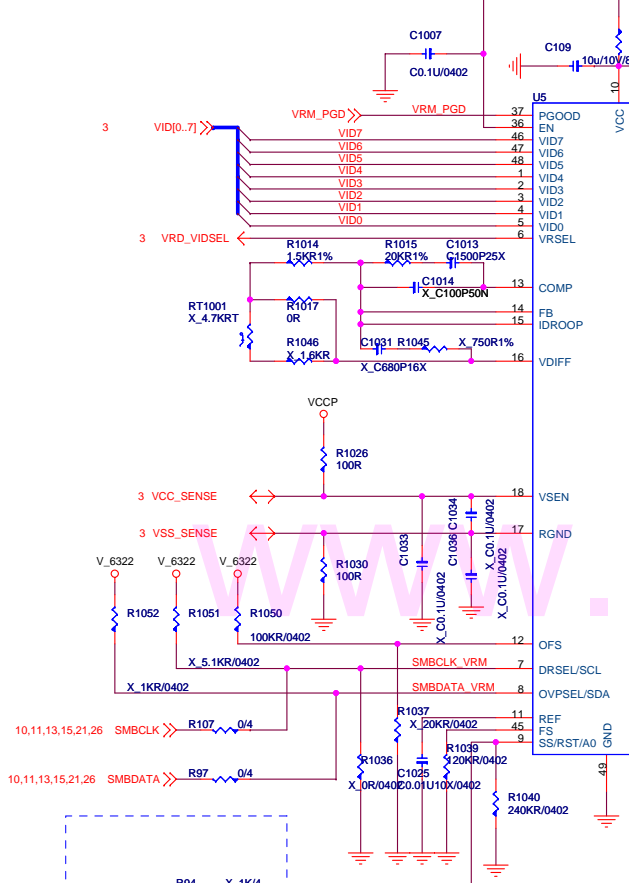 C1007
C0.1U/0402
C109
10u/10V/8
10
U5
VCC
VRM_PGD
VRM_PGD
37 PGOOD
36 EN
3 VID[0..7]
VID7 46 VID7
VID6 47 VID6
VID5 48 VID5
VID4 1 VID4
VID3 2 VID3
VID2 3 VID2
VID1 4 VID1
VID0 5 VID0
3 VRD_VIDSEL 6 VRSEL
R1014 R1015 C1013
1.5KR1% 20KR1% C1500P25X
C1014 13 COMP
X_C100P50N
RT1001 R1017
X_4.7KRT 0R
14 FB
15 IDROOP
R1046 C1031 R1045 X_750R1%
X_1.6KR X_C680P16X 16 VDIFF
VCCP
R1026
100R
3 VCC_SENSE 18 VSEN
C1034
X_C0.1U/0402
3 VSS_SENSE 17 RGND
C1033
C1036
X_C0.1U/0402
X_C0.1U/0402
www.
R1030
100R
V_6322 V_6322 V_6322
R1052 R1051 R1050
100KR/0402 12 OFS
X_5.1KR/0402 SMBCLK_VRM 7 DRSEL/SCL
X_1KR/0402 SMBDATA_VRM 8 OVPSEL/SDA
R1037
X_20KR/0402
11 REF
45 FS
9 SS/RST/A0
GND
49
10,11,13,15,21,26 SMBCLK R107 0/4
10,11,13,15,21,26 SMBDATA R97 0/4
R1036
X_0R/0402
C1025
C0.01U10X/0402
R1039
120KR/0402
R1040
240KR/0402
R94 X_1K/4